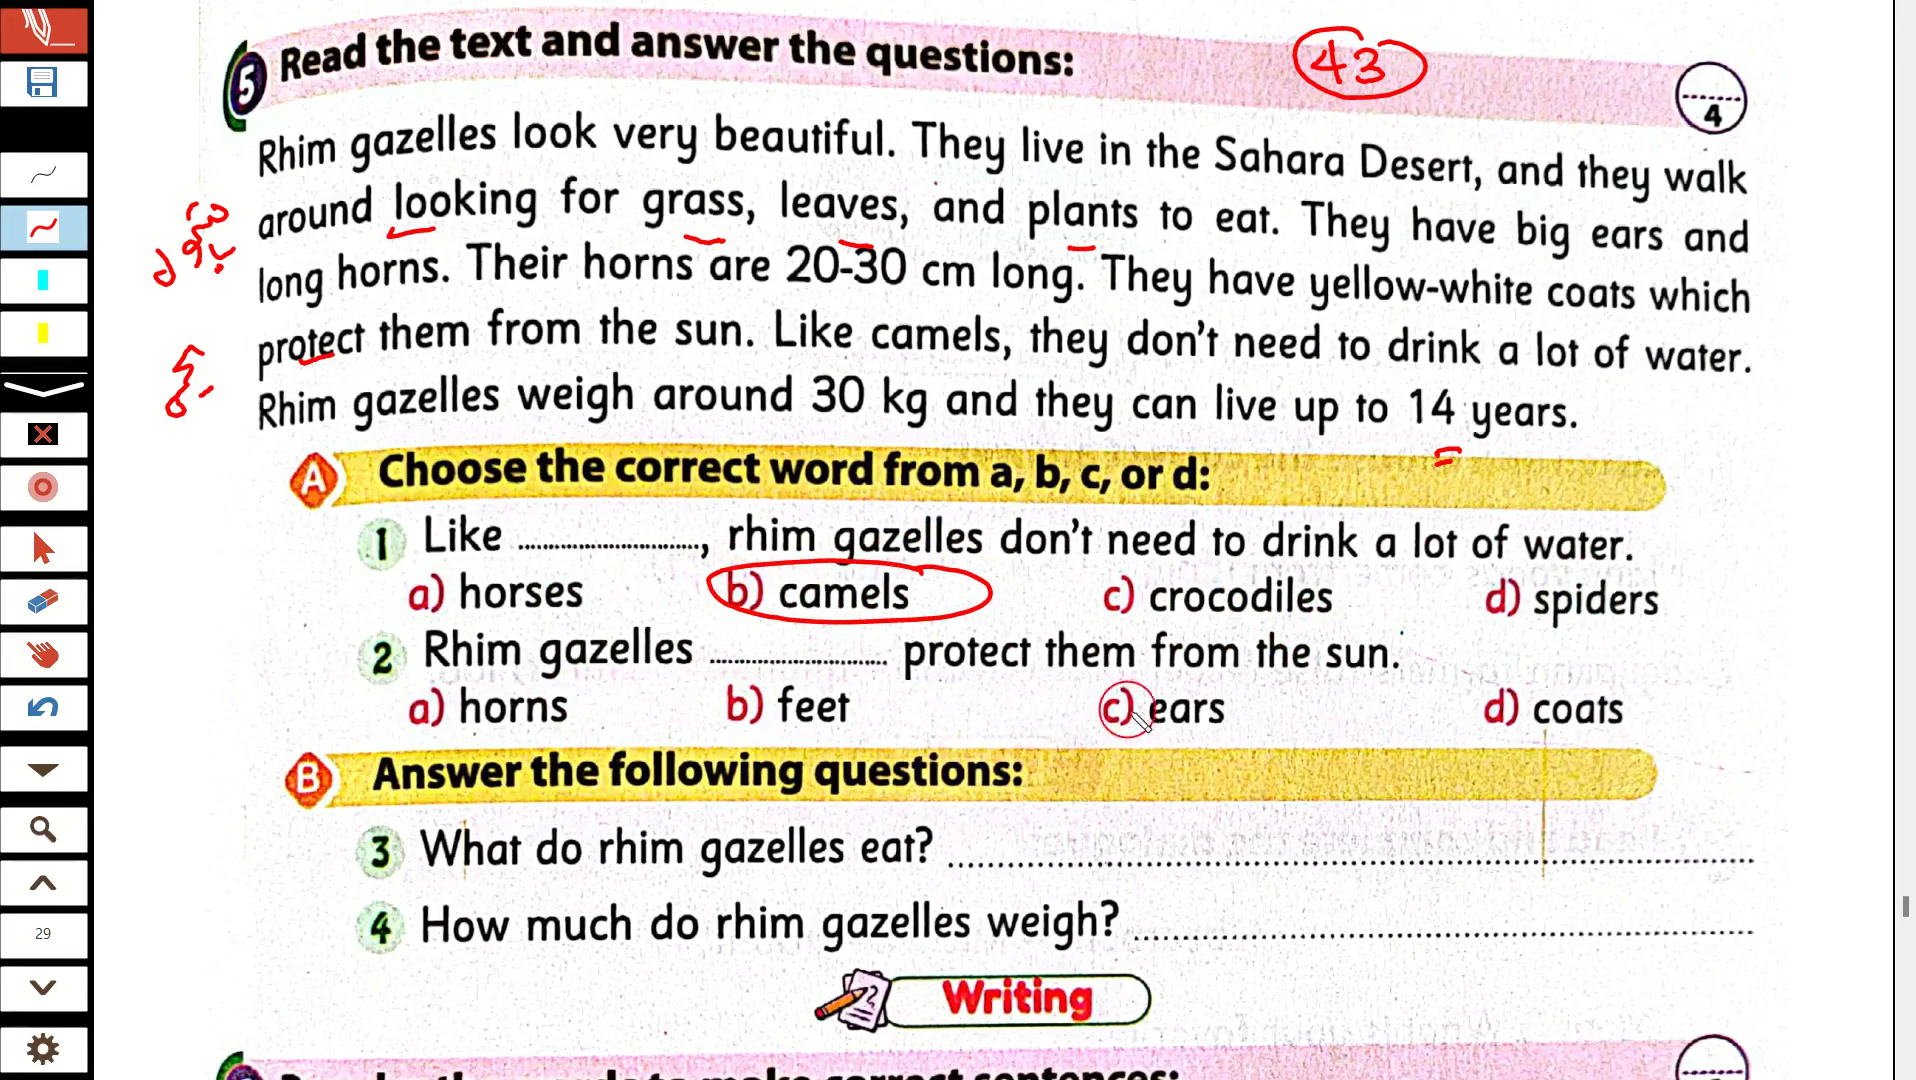 5 Read the text and answer the questions:
43
4
Rhim gazelles look very beautiful. They live in the Sahara Desert, and they walk
around looking for grass, leaves, and plants to eat. They have big ears and
long horns. Their horns are 20-30 cm long. They have yellow-white coats which
protect them from the sun. Like camels, they don't need to drink a lot of water.
Rhim gazelles weigh around 30 kg and they can live up to 14 years.
A Choose the correct word from a, b, c, or d:
1 Like ........................, rhim gazelles don't need to drink a lot of water.
a) horses b) camels c) crocodiles d) spiders
2 Rhim gazelles ........................ protect them from the sun.
a) horns b) feet c) ears d) coats
B Answer the following questions:
3 What do rhim gazelles eat? ........................
4 How much do rhim gazelles weigh? ........................
Writing
29